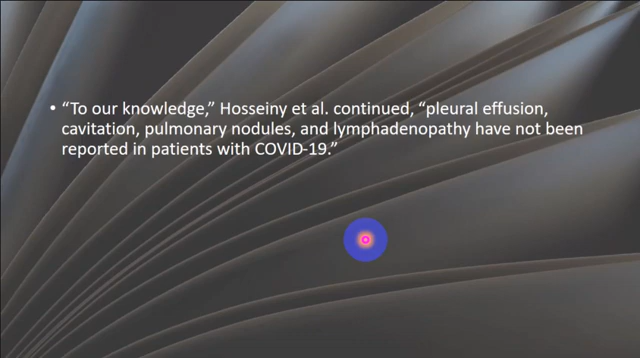 • “To our knowledge,” Hosseiny et al. continued, “pleural effusion,
cavitation, pulmonary nodules, and lymphadenopathy have not been
reported in patients with COVID-19.”